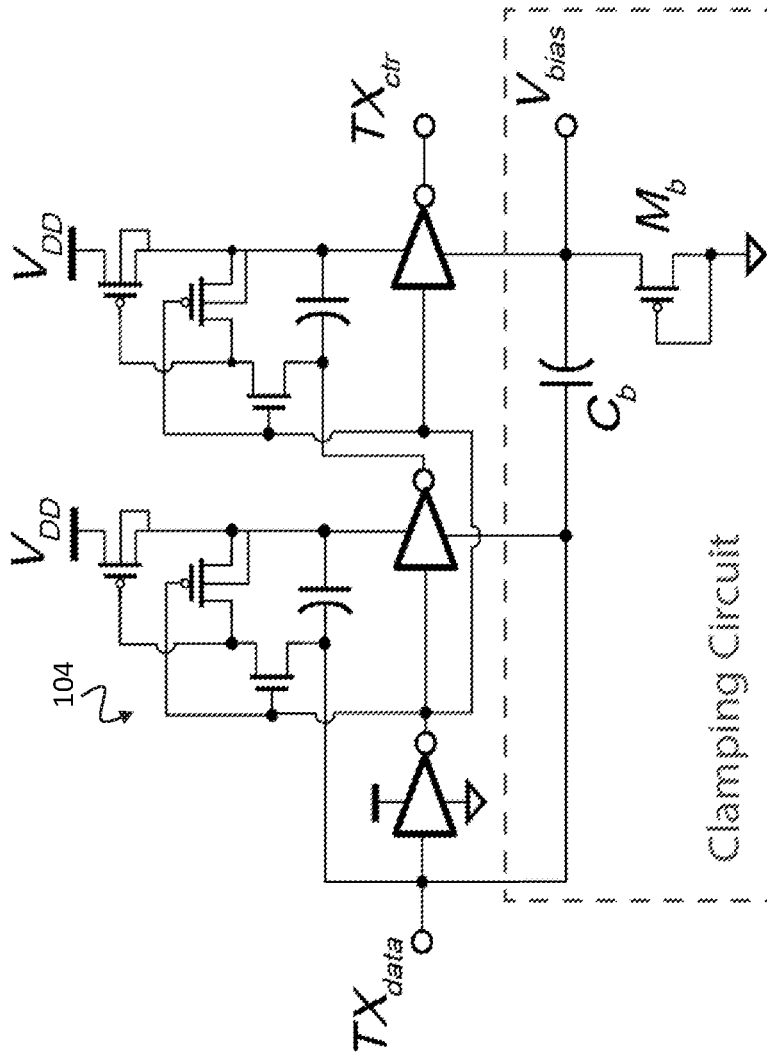 V_DD
V_DD
104
TX_data
TX_ctr
V_bias
C_b
M_b
Clamping Circuit